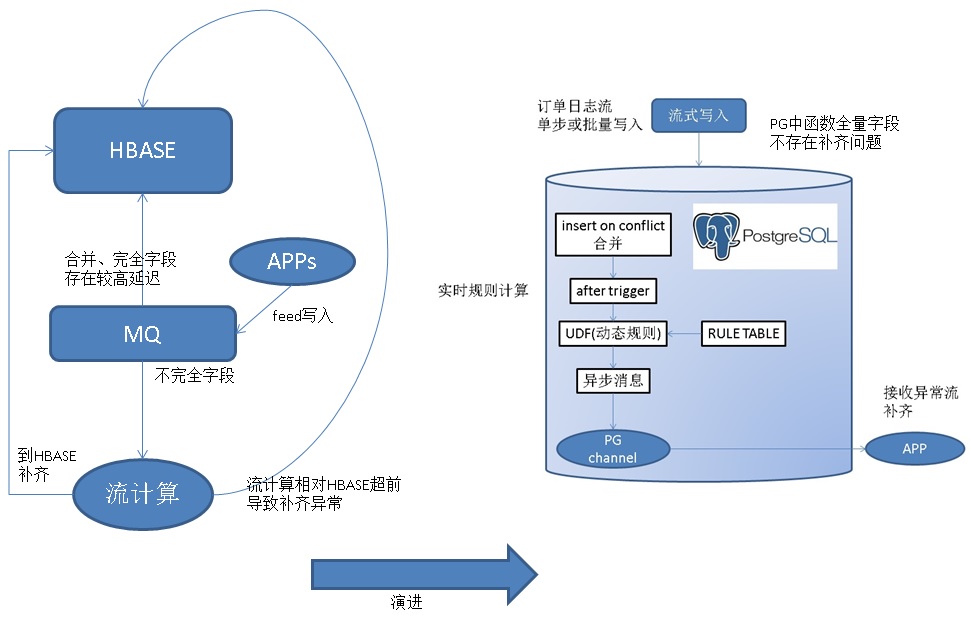 HBASE
合并、完全字段
存在较高延迟
APPs
feed写入
MQ
不完全字段
到HBASE
补齐
流计算
流计算相对HBASE超前
导致补齐异常
演进
订单日志流
单步或批量写入
流式写入
PG中函数全量字段
不存在补齐问题
insert on conflict
合并
PostgreSQL
实时规则计算
after trigger
UDF(动态规则)
RULE TABLE
异步消息
PG
channel
接收异常流
补齐
APP